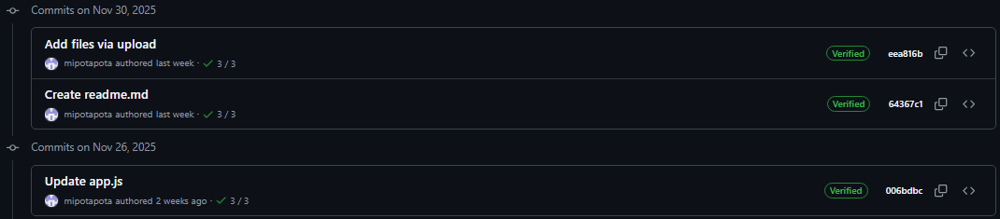 Commits on Nov 30, 2025
Add files via upload
Verified eea816b
mipotapota authored last week · 3 / 3
Create readme.md
Verified 64367c1
mipotapota authored last week · 3 / 3
Commits on Nov 26, 2025
Update app.js
Verified 006bdbc
mipotapota authored 2 weeks ago · 3 / 3